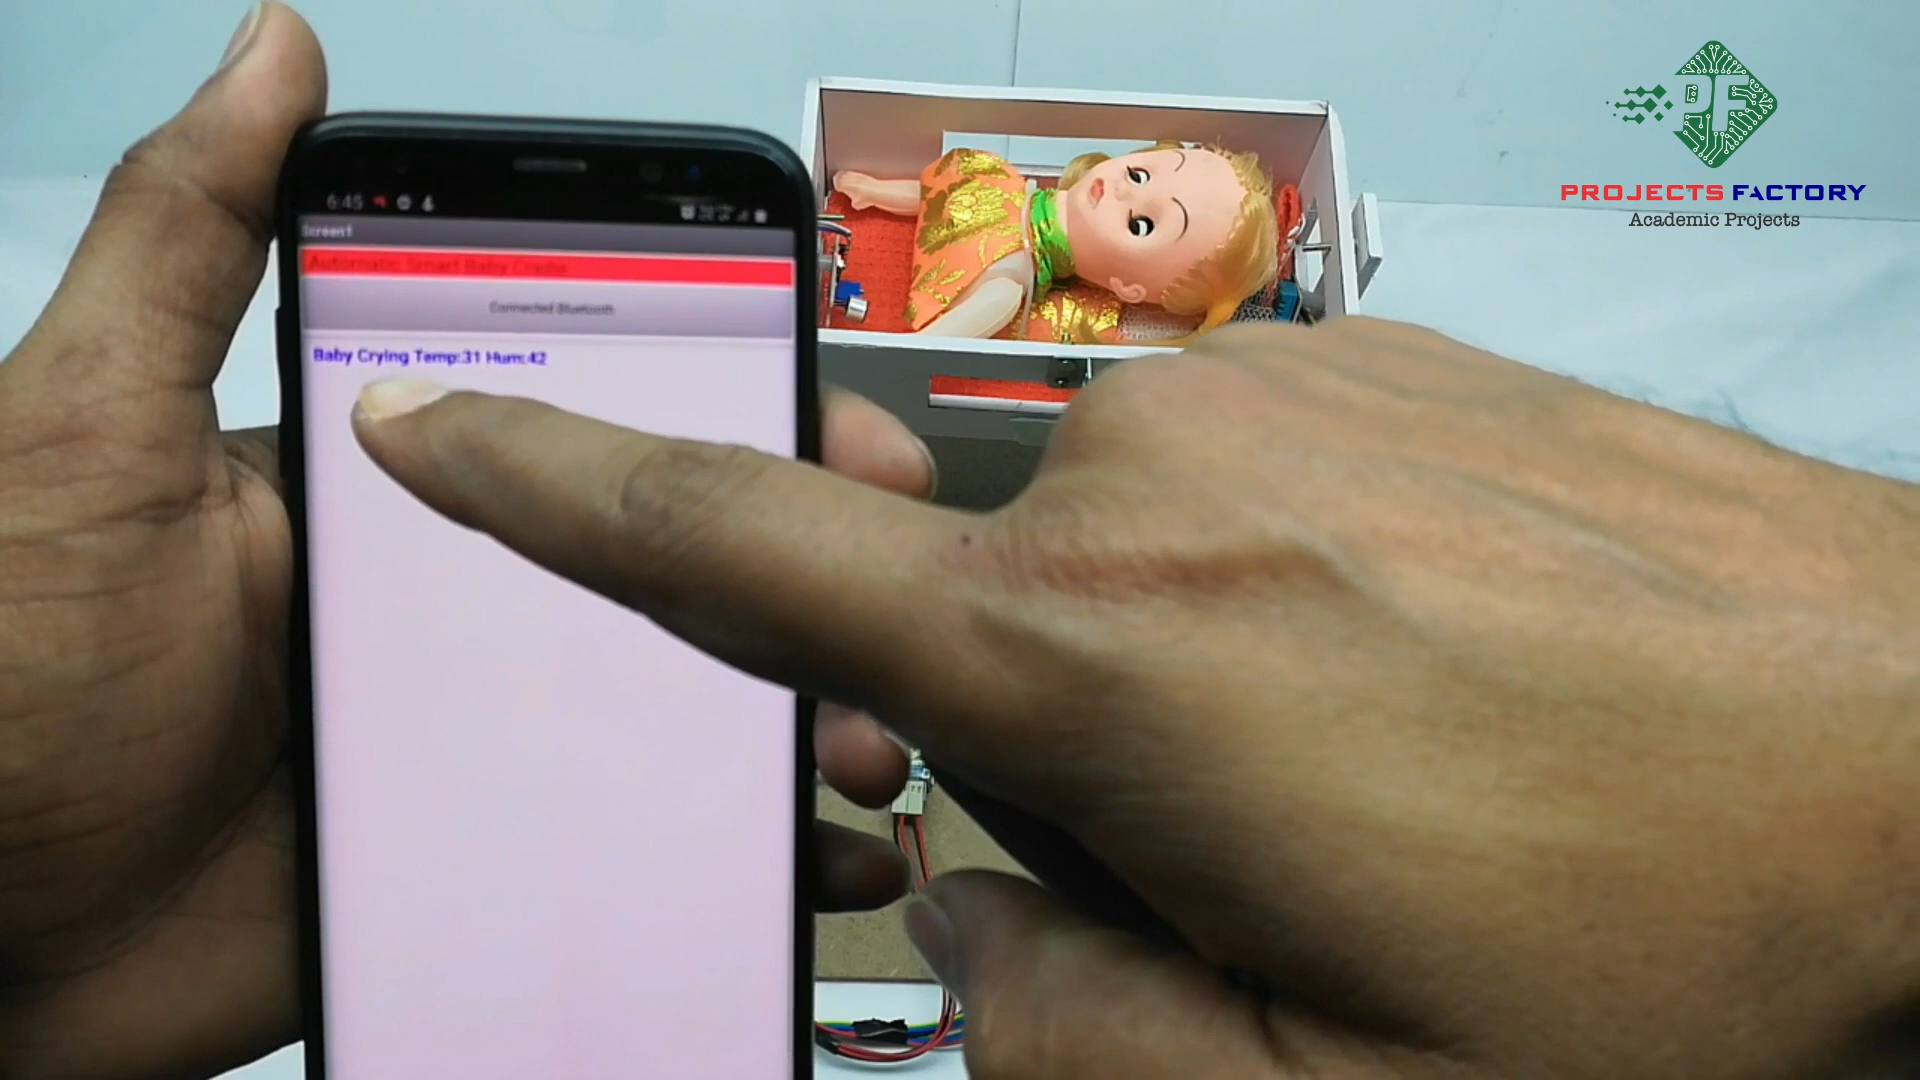 6:45
Screen1
Automatic Smart Baby Cradle
Connected Bluetooth
Baby Crying Temp:31 Hum:42
PF
PROJECTS FACTORY
Academic Projects